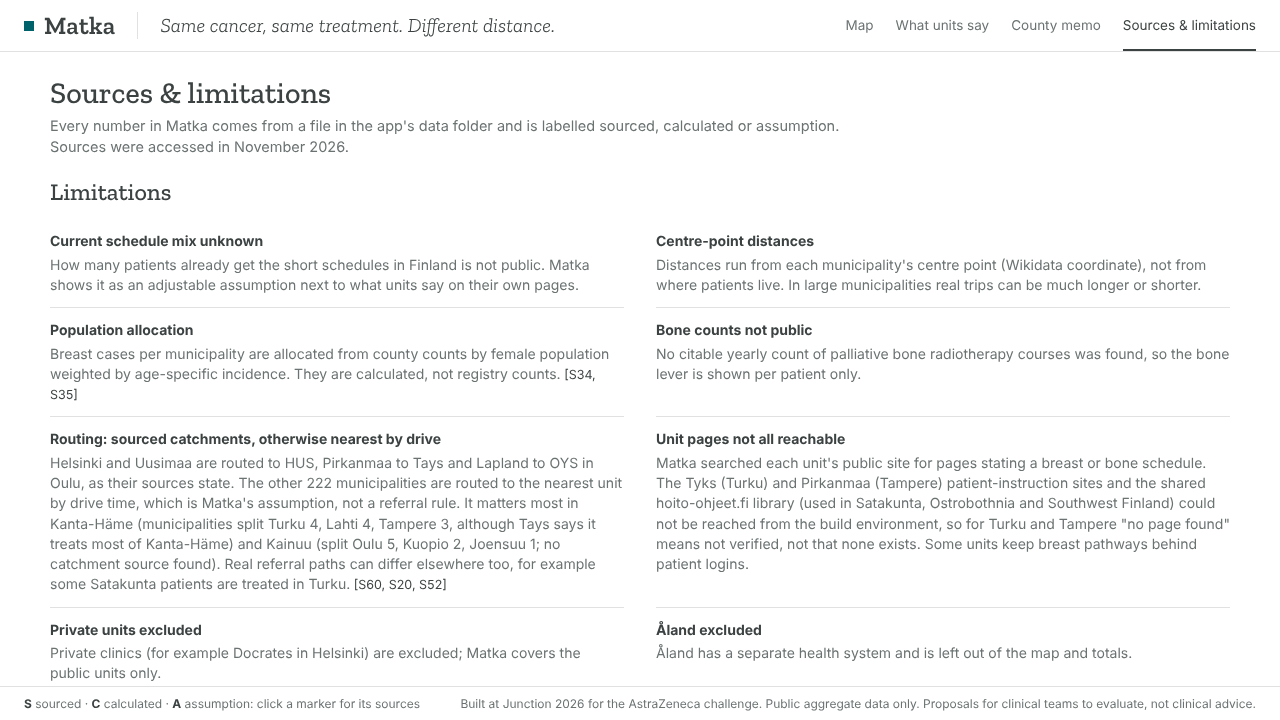 Matka
Same cancer, same treatment. Different distance.
Map
What units say
County memo
Sources & limitations
Sources & limitations
Every number in Matka comes from a file in the app's data folder and is labelled sourced, calculated or assumption.
Sources were accessed in November 2026.
Limitations
Current schedule mix unknown
How many patients already get the short schedules in Finland is not public. Matka
shows it as an adjustable assumption next to what units say on their own pages.
Centre-point distances
Distances run from each municipality's centre point (Wikidata coordinate), not from
where patients live. In large municipalities real trips can be much longer or shorter.
Population allocation
Breast cases per municipality are allocated from county counts by female population
weighted by age-specific incidence. They are calculated, not registry counts. [S34,
S35]
Bone counts not public
No citable yearly count of palliative bone radiotherapy courses was found, so the bone
lever is shown per patient only.
Routing: sourced catchments, otherwise nearest by drive
Helsinki and Uusimaa are routed to HUS, Pirkanmaa to Tays and Lapland to OYS in
Oulu, as their sources state. The other 222 municipalities are routed to the nearest unit
by drive time, which is Matka's assumption, not a referral rule. It matters most in
Kanta-Häme (municipalities split Turku 4, Lahti 4, Tampere 3, although Tays says it
treats most of Kanta-Häme) and Kainuu (split Oulu 5, Kuopio 2, Joensuu 1; no
catchment source found). Real referral paths can differ elsewhere too, for example
some Satakunta patients are treated in Turku. [S60, S20, S52]
Unit pages not all reachable
Matka searched each unit's public site for pages stating a breast or bone schedule.
The Tyks (Turku) and Pirkanmaa (Tampere) patient-instruction sites and the shared
hoito-ohjeet.fi library (used in Satakunta, Ostrobothnia and Southwest Finland) could
not be reached from the build environment, so for Turku and Tampere "no page found"
means not verified, not that none exists. Some units keep breast pathways behind
patient logins.
Private units excluded
Private clinics (for example Docrates in Helsinki) are excluded; Matka covers the
public units only.
Åland excluded
Åland has a separate health system and is left out of the map and totals.
S sourced · C calculated · A assumption: click a marker for its sources
Built at Junction 2026 for the AstraZeneca challenge. Public aggregate data only. Proposals for clinical teams to evaluate, not clinical advice.